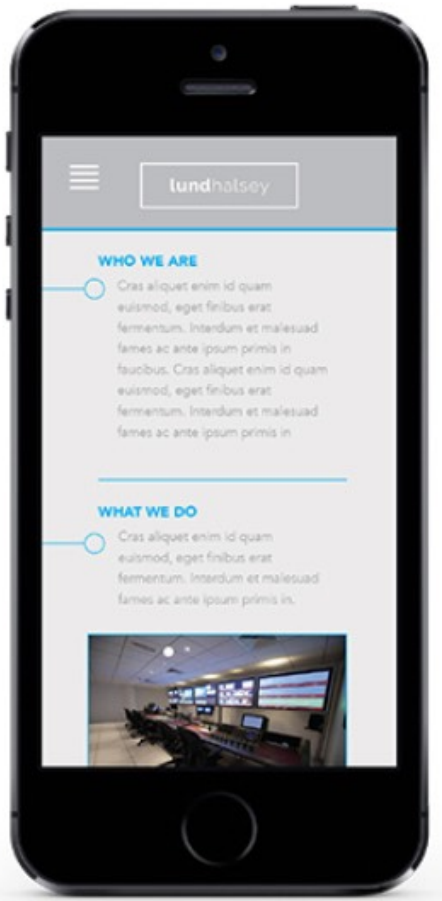 lundhalsey
WHO WE ARE
Cras aliquet enim id quam
euismod, eget finibus erat
fermentum. Interdum et malesuad
fames ac ante ipsum primis in
faucibus. Cras aliquet enim id quam
euismod, eget finibus erat
fermentum. Interdum et malesuad
fames ac ante ipsum primis in
WHAT WE DO
Cras aliquet enim id quam
euismod, eget finibus erat
fermentum. Interdum et malesuad
fames ac ante ipsum primis in.